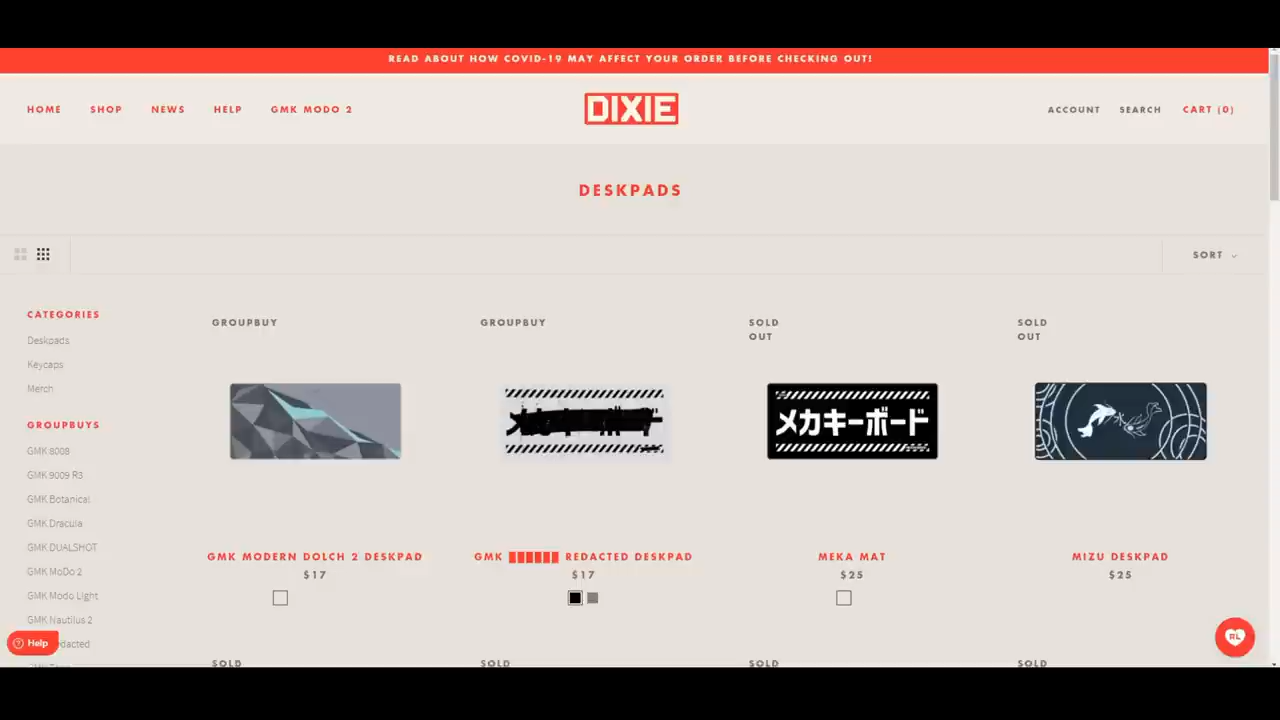 READ ABOUT HOW COVID-19 MAY AFFECT YOUR ORDER BEFORE CHECKING OUT!
HOME SHOP NEWS HELP GMK MODO 2
DIXIE
ACCOUNT SEARCH CART (0)
DESKPADS
SORT
CATEGORIES
Deskpads
Keycaps
Merch
GROUPBUYS
GMK 8008
GMK 9009 R3
GMK Botanical
GMK Dracula
GMK DUALSHOT
GMK MoDo 2
GMK Modo Light
GMK Nautilus 2
GROUPBUY
GMK MODERN DOLCH 2 DESKPAD
$17
GROUPBUY
GMK ██████ REDACTED DESKPAD
$17
SOLD
OUT
メカキーボード
MEKA MAT
$25
SOLD
OUT
MIZU DESKPAD
$25
SOLD
SOLD
SOLD
SOLD
Help
RL